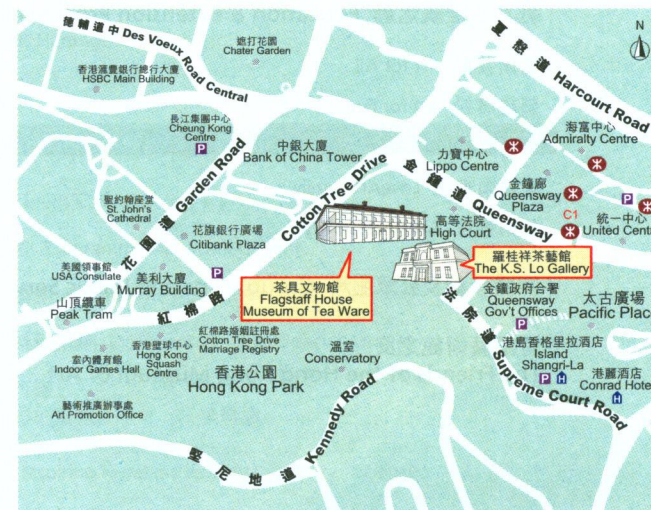 德輔道中 Des Voeux Road Central
遮打花園
Chater Garden
夏慤道 Harcourt Road
N
香港滙豐銀行總行大廈
HSBC Main Building
長江集團中心
Cheung Kong
Centre
P
中銀大廈
Bank of China Tower
力寶中心
Lippo Centre
海富中心
Admiralty Centre
金鐘廊
Queensway
Plaza
C1
P
統一中心
United Cent
金鐘道 Queensway
花園道 Garden Road
紅棉路 Cotton Tree Drive
聖約翰座堂
St. John's
Cathedral
花旗銀行廣場
Citibank Plaza
高等法院
High Court
羅桂祥茶藝館
The K.S. Lo Gallery
美國領事館
USA Consulate
美利大廈
Murray Building
P
茶具文物館
Flagstaff House
Museum of Tea Ware
金鐘政府合署
Queensway
Gov't Offices
太古廣場
Pacific Place
山頂纜車
Peak Tram
紅棉路婚姻註冊處
Cotton Tree Drive
Marriage Registry
溫室
Conservatory
港島香格里拉酒店
Island
Shangri-La
P
H
港麗酒店
Conrad Hote
H
室內體育館
Indoor Games Hall
香港壁球中心
Hong Kong
Squash
Centre
香港公園
Hong Kong Park
法院道 Supreme Court Road
藝術推廣辦事處
Art Promotion Office
堅尼地道 Kennedy Road